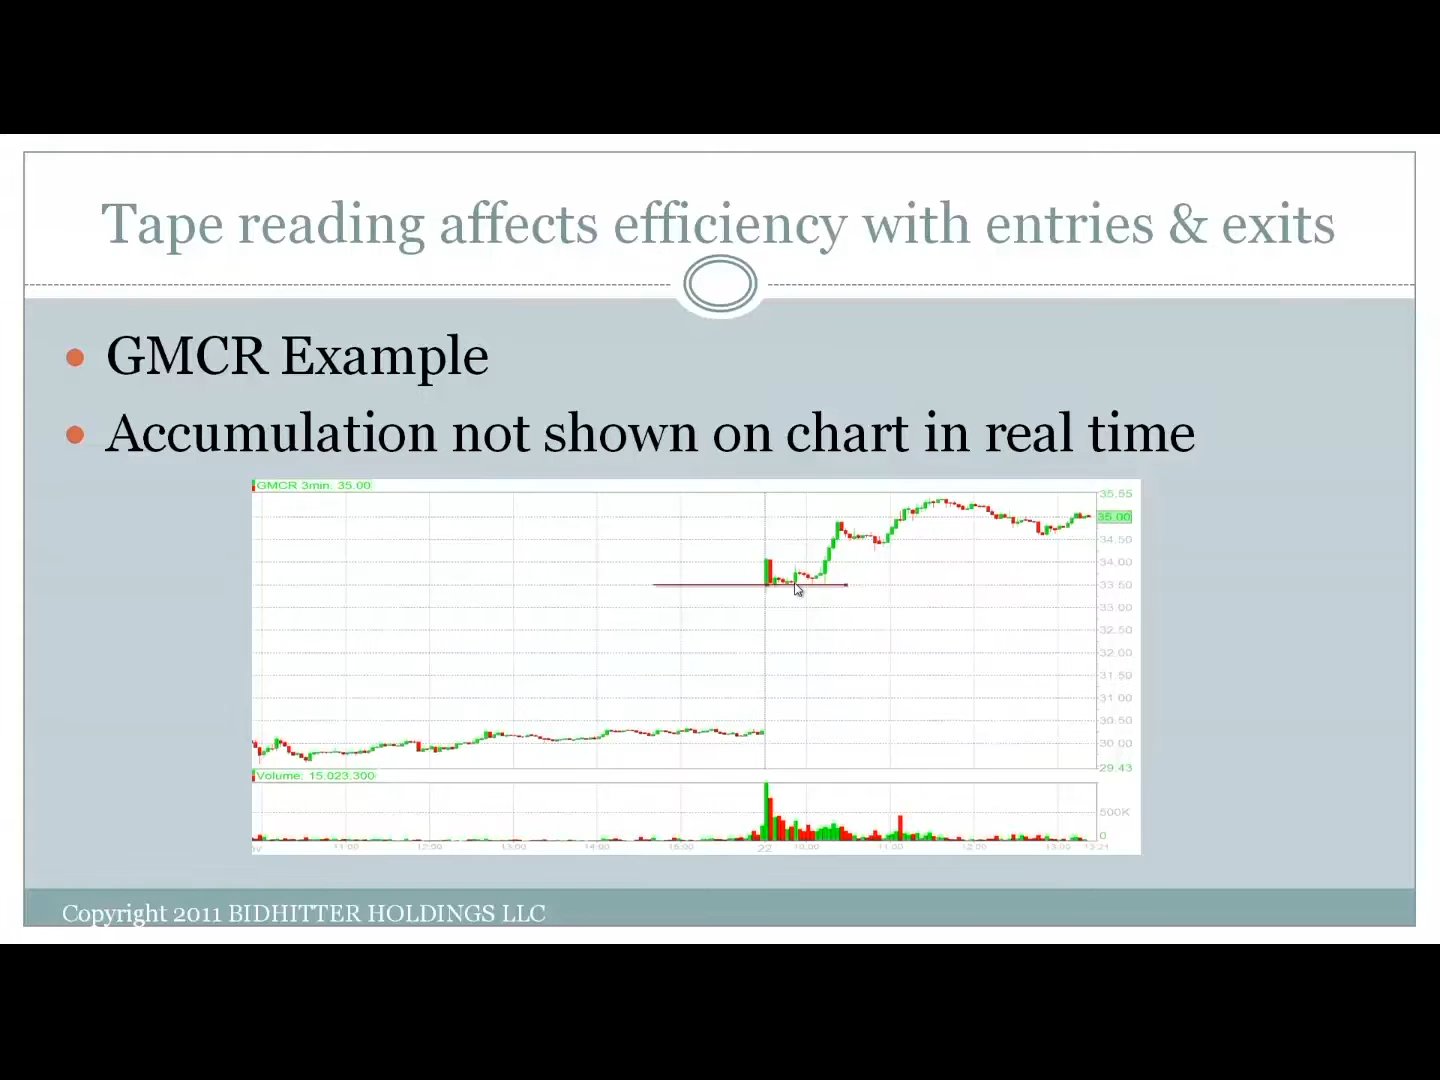 Tape reading affects efficiency with entries & exits
GMCR Example
Accumulation not shown on chart in real time
GMCR 3min. 35.00
35.55
35.00
34.50
34.00
33.50
33.00
32.50
32.00
31.50
31.00
30.50
30.00
29.43
Volume: 15.023.300
500K
0
11:00 12:00 13:00 14:00 15:00 22 10:00 11:00 12:00 13:00 13:21
Copyright 2011 BIDHITTER HOLDINGS LLC